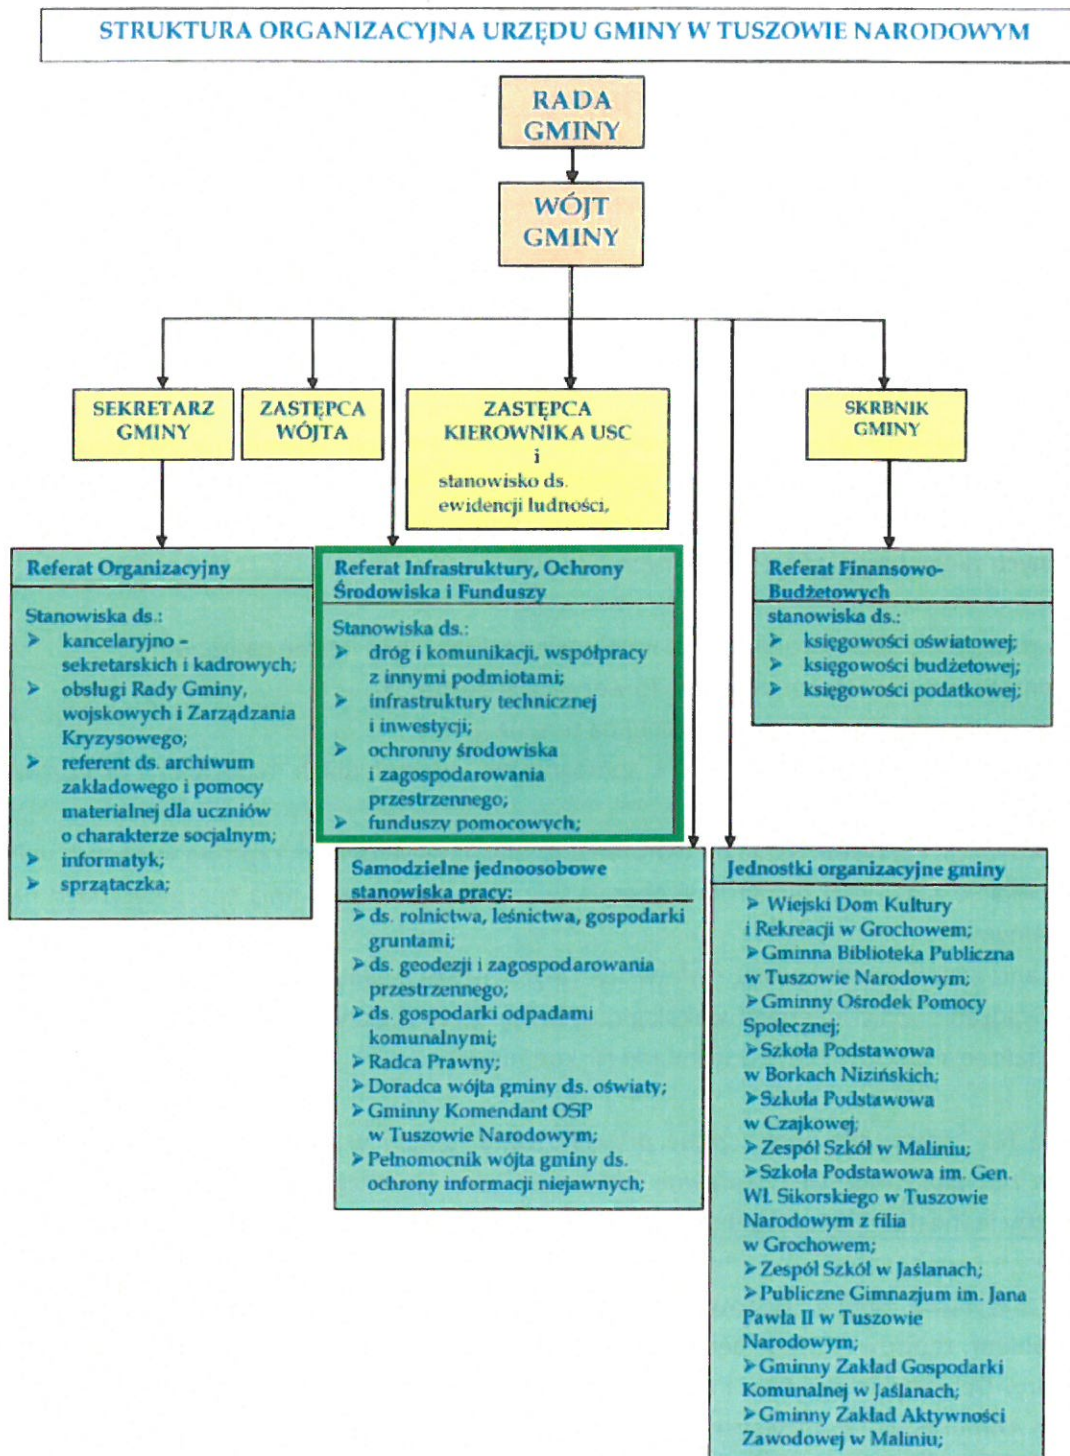 STRUKTURA ORGANIZACYJNA URZĘDU GMINY W TUSZOWIE NARODOWYM
RADA
GMINY
WÓJT
GMINY
SEKRETARZ
GMINY
ZASTĘPCA
WÓJTA
ZASTĘPCA
KIEROWNIKA USC
i
stanowisko ds.
ewidencji ludności,
SKRBNIK
GMINY
Referat Organizacyjny
Stanowiska ds.:
➢ kancelaryjno –
sekretarskich i kadrowych;
➢ obsługi Rady Gminy,
wojskowych i Zarządzania
Kryzysowego;
➢ referent ds. archiwum
zakładowego i pomocy
materialnej dla uczniów
o charakterze socjalnym;
➢ informatyk;
➢ sprzątaczka;
Referat Infrastruktury, Ochrony
Środowiska i Funduszy
Stanowiska ds.:
➢ dróg i komunikacji, współpracy
z innymi podmiotami;
➢ infrastruktury technicznej
i inwestycji;
➢ ochronny środowiska
i zagospodarowania
przestrzennego;
➢ funduszy pomocowych;
Referat Finansowo-
Budżetowych
stanowiska ds.:
➢ księgowości oświatowej;
➢ księgowości budżetowej;
➢ księgowości podatkowej;
Samodzielne jednoosobowe
stanowiska pracy:
➢ ds. rolnictwa, leśnictwa, gospodarki
gruntami;
➢ ds. geodezji i zagospodarowania
przestrzennego;
➢ ds. gospodarki odpadami
komunalnymi;
➢ Radca Prawny;
➢ Doradca wójta gminy ds. oświaty;
➢ Gminny Komendant OSP
w Tuszowie Narodowym;
➢ Pełnomocnik wójta gminy ds.
ochrony informacji niejawnych;
Jednostki organizacyjne gminy
➢ Wiejski Dom Kultury
i Rekreacji w Grochowem;
➢ Gminna Biblioteka Publiczna
w Tuszowie Narodowym;
➢ Gminny Ośrodek Pomocy
Społecznej;
➢ Szkoła Podstawowa
w Borkach Nizińskich;
➢ Szkoła Podstawowa
w Czajkowej;
➢ Zespół Szkół w Maliniu;
➢ Szkoła Podstawowa im. Gen.
Wł. Sikorskiego w Tuszowie
Narodowym z filia
w Grochowem;
➢ Zespół Szkół w Jaślanach;
➢ Publiczne Gimnazjum im. Jana
Pawła II w Tuszowie
Narodowym;
➢ Gminny Zakład Gospodarki
Komunalnej w Jaślanach;
➢ Gminny Zakład Aktywności
Zawodowej w Maliniu;